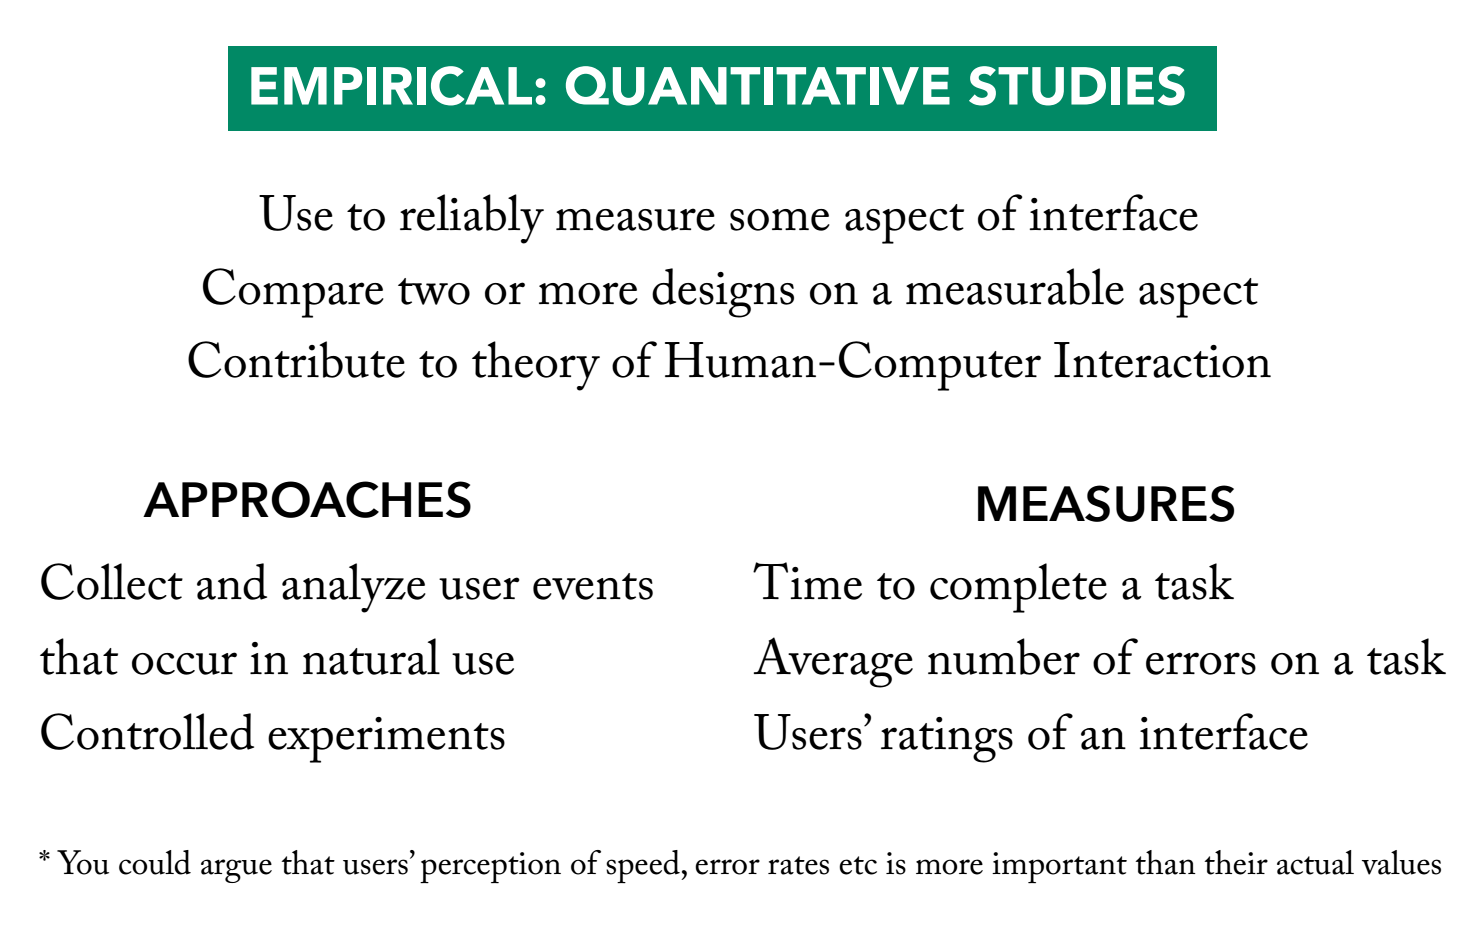 EMPIRICAL: QUANTITATIVE STUDIES
Use to reliably measure some aspect of interface
Compare two or more designs on a measurable aspect
Contribute to theory of Human-Computer Interaction
APPROACHES
Collect and analyze user events
that occur in natural use
Controlled experiments
MEASURES
Time to complete a task
Average number of errors on a task
Users’ ratings of an interface
* You could argue that users’ perception of speed, error rates etc is more important than their actual values